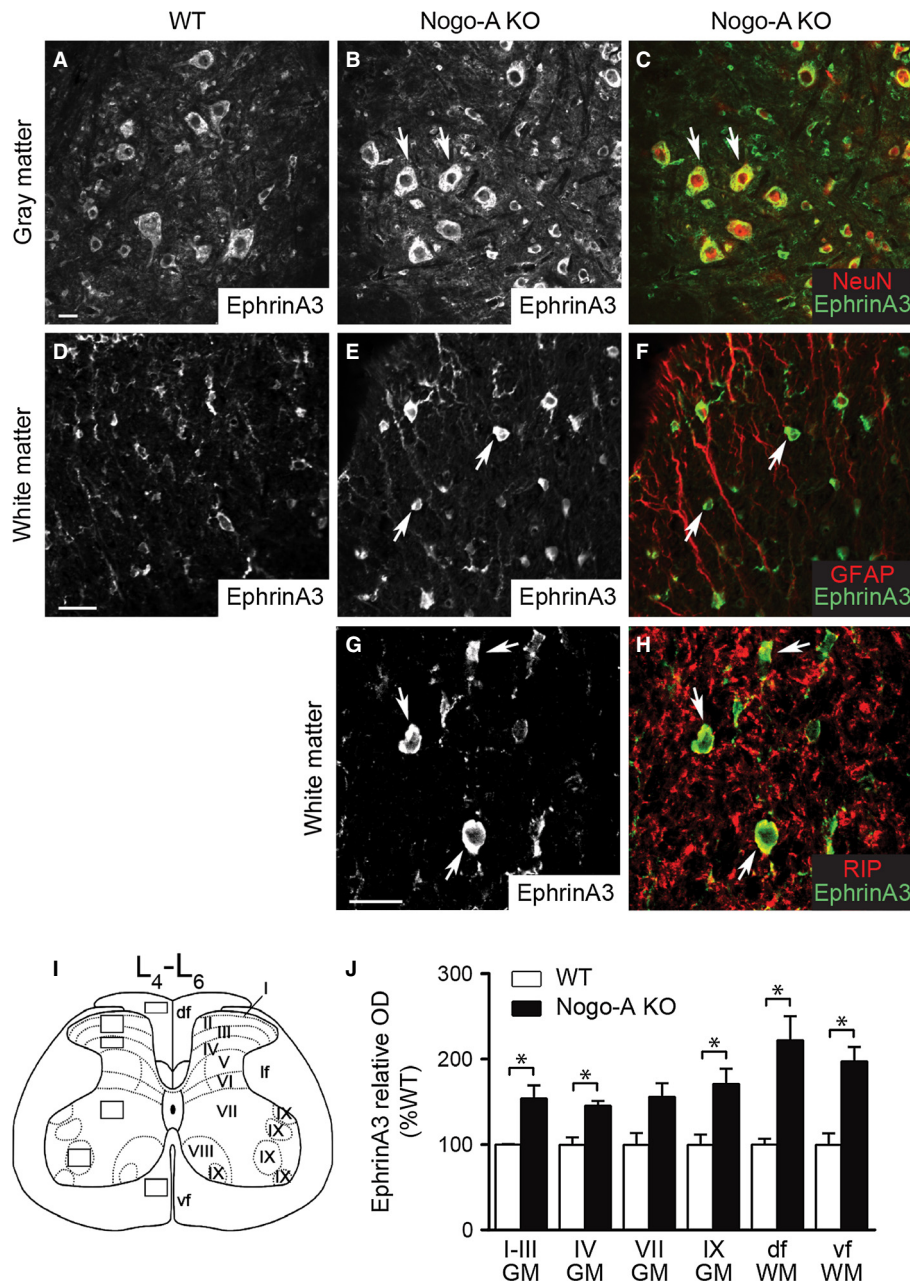 WT
Nogo-A KO
Nogo-A KO
Gray matter
A
EphrinA3
B
EphrinA3
C
NeuN
EphrinA3
White matter
D
EphrinA3
E
EphrinA3
F
GFAP
EphrinA3
White matter
G
EphrinA3
H
RIP
EphrinA3
I
L4-L6
df
I
II
III
IV
V
VI
lf
VII
IX
IX
VIII
IX
IX
IX
vf
J
EphrinA3 relative OD
(%WT)
300
200
100
0
WT
Nogo-A KO
*
*
*
*
*
I-III
GM
IV
GM
VII
GM
IX
GM
df
WM
vf
WM